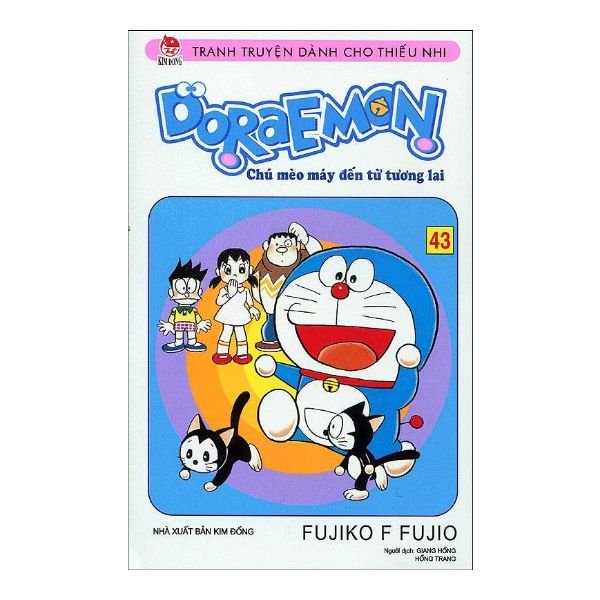 KIM ĐỒNG
TRANH TRUYỆN DÀNH CHO THIẾU NHI
DORAEMON
Chú mèo máy đến từ tương lai
43
NHÀ XUẤT BẢN KIM ĐỒNG
FUJIKO F FUJIO
Người dịch: GIANG HỒNG
HỒNG TRANG